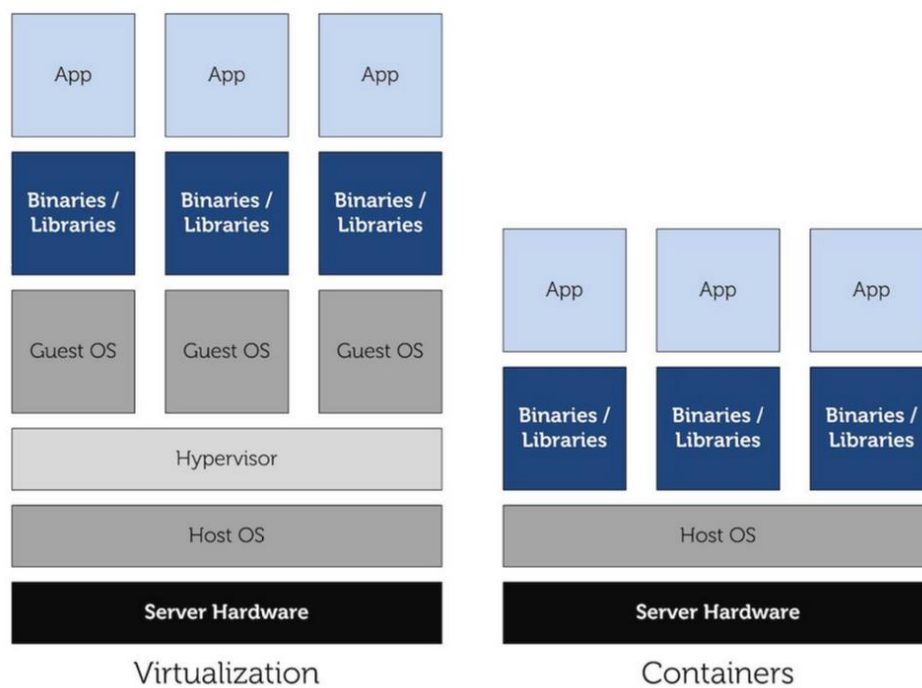 App
App
App
Binaries /
Libraries
Binaries /
Libraries
Binaries /
Libraries
Guest OS
Guest OS
Guest OS
Hypervisor
Host OS
Server Hardware
Virtualization
App
App
App
Binaries /
Libraries
Binaries /
Libraries
Binaries /
Libraries
Host OS
Server Hardware
Containers